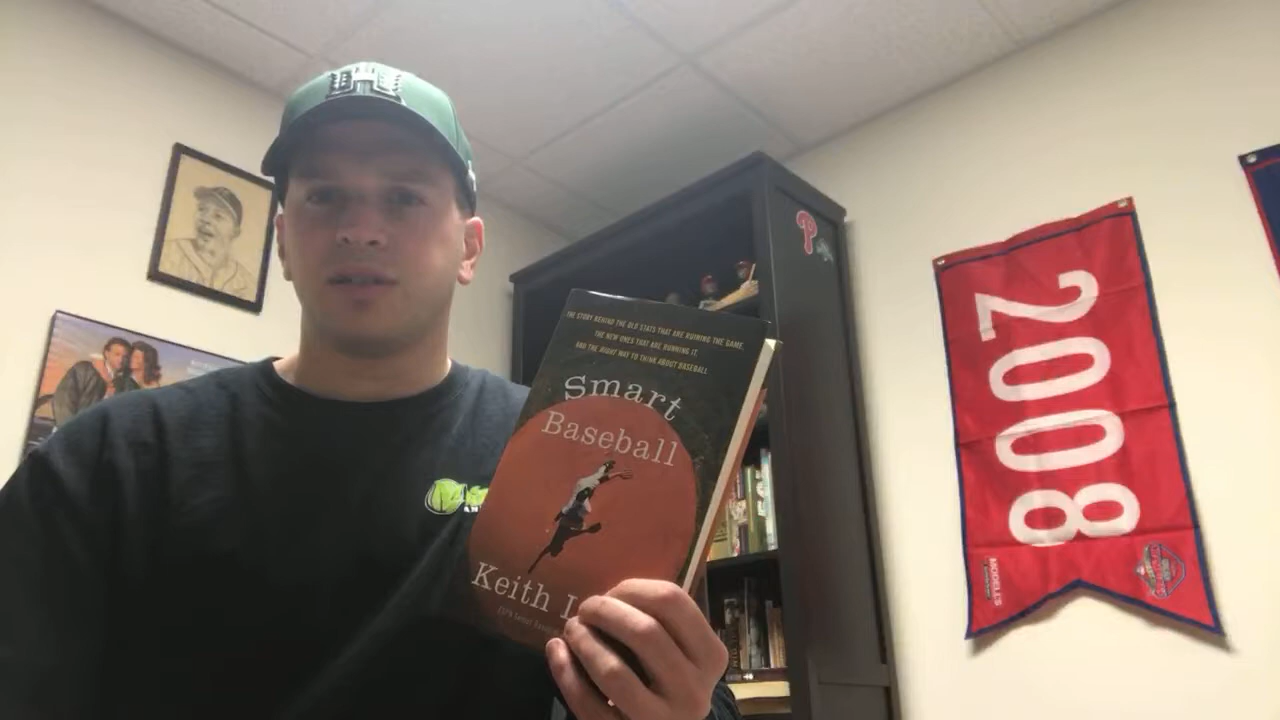 THE STORY BEHIND THE OLD STATS THAT ARE RUINING THE GAME,
THE NEW ONES THAT ARE RUNNING IT,
AND THE RIGHT WAY TO THINK ABOUT BASEBALL
Smart
Baseball
Keith
H
P
2008
MODELL'S